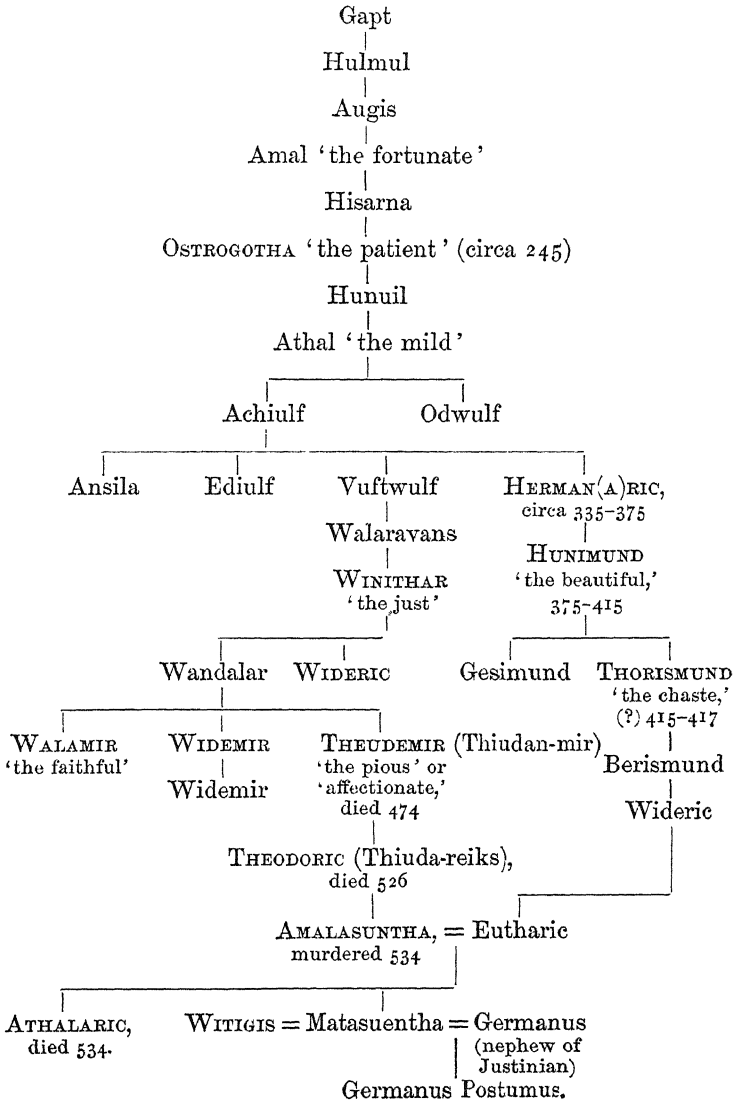 Gapt
Hulmul
Augis
Amal ‘the fortunate’
Hisarna
OSTROGOTHA ‘the patient’ (circa 245)
Hunuil
Athal ‘the mild’
Achiulf Odwulf
Ansila Ediulf Vuftwulf HERMAN(A)RIC,
circa 335–375
Walaravans
HUNIMUND
WINITHAR ‘the beautiful,’
‘the just’ 375–415
Wandalar WIDERIC Gesimund THORISMUND
‘the chaste,’
(?) 415–417
WALAMIR WIDEMIR THEUDEMIR (Thiudan-mir)
‘the faithful’ ‘the pious’ or Berismund
Widemir ‘affectionate,’
died 474 Wideric
THEODORIC (Thiuda-reiks),
died 526
AMALASUNTHA, = Eutharic
murdered 534
ATHALARIC, WITIGIS = Matasuentha = Germanus
died 534. (nephew of
Justinian)
Germanus Postumus.